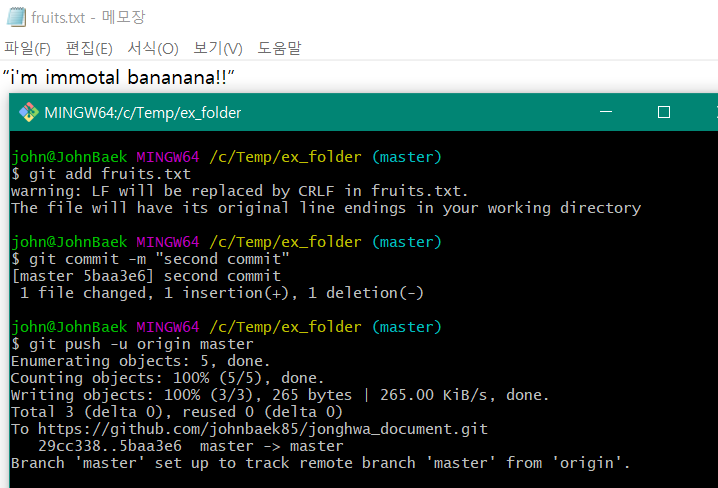 fruits.txt - 메모장
파일(F) 편집(E) 서식(O) 보기(V) 도움말
“i'm immotal bananana!!”
MINGW64:/c/Temp/ex_folder
john@JohnBaek MINGW64 /c/Temp/ex_folder (master)
$ git add fruits.txt
warning: LF will be replaced by CRLF in fruits.txt.
The file will have its original line endings in your working directory
john@JohnBaek MINGW64 /c/Temp/ex_folder (master)
$ git commit -m "second commit"
[master 5baa3e6] second commit
 1 file changed, 1 insertion(+), 1 deletion(-)
john@JohnBaek MINGW64 /c/Temp/ex_folder (master)
$ git push -u origin master
Enumerating objects: 5, done.
Counting objects: 100% (5/5), done.
Writing objects: 100% (3/3), 265 bytes | 265.00 KiB/s, done.
Total 3 (delta 0), reused 0 (delta 0)
To https://github.com/johnbaek85/jonghwa_document.git
   29cc338..5baa3e6  master -> master
Branch 'master' set up to track remote branch 'master' from 'origin'.